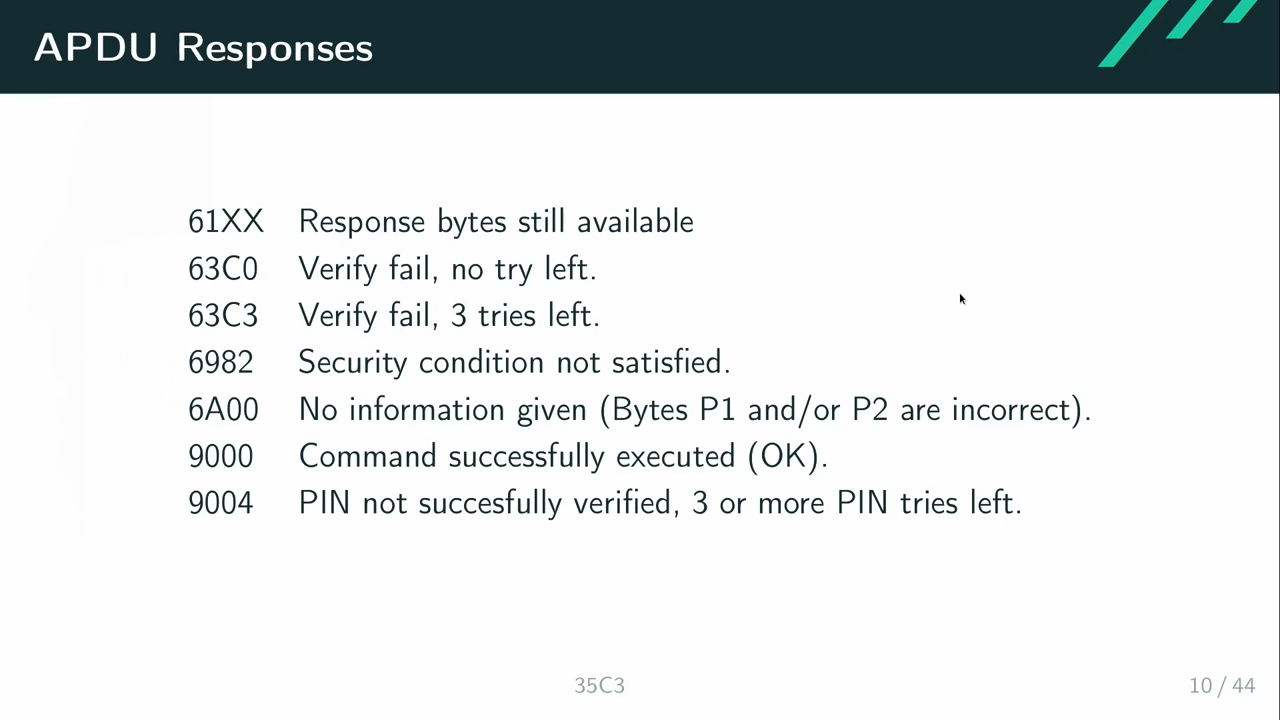 APDU Responses
61XX Response bytes still available
63C0 Verify fail, no try left.
63C3 Verify fail, 3 tries left.
6982 Security condition not satisfied.
6A00 No information given (Bytes P1 and/or P2 are incorrect).
9000 Command successfully executed (OK).
9004 PIN not succesfully verified, 3 or more PIN tries left.
35C3
10 / 44